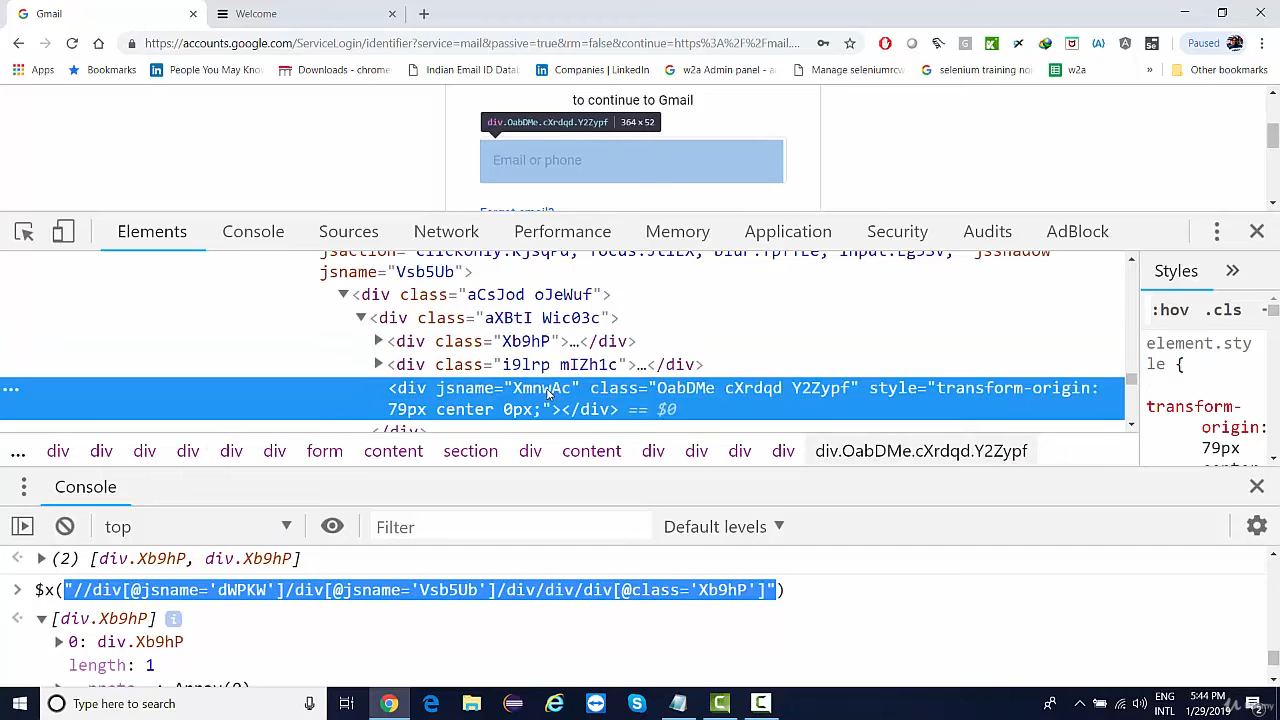 Gmail
Welcome
https://accounts.google.com/ServiceLogin/identifier?service=mail&passive=true&rm=false&continue=https%3A%2F%2Fmail....
Paused
Apps
Bookmarks
People You May Kno
Downloads - chrome
Indian Email ID Data
Companies | LinkedIn
w2a Admin panel - a
Manage seleniumrcw
selenium training no
w2a
»
Other bookmarks
to continue to Gmail
div.OabDMe.cXrdqd.Y2Zypf | 364 × 52
Email or phone
Elements
Console
Sources
Network
Performance
Memory
Application
Security
Audits
AdBlock
jsname="Vsb5Ub">
<div class="aCsJod oJeWuf">
<div class="aXBtI Wic03c">
<div class="Xb9hP">…</div>
<div class="i9lrp mIZh1c">…</div>
<div jsname="XmnwAc" class="OabDMe cXrdqd Y2Zypf" style="transform-origin:
79px center 0px;"></div> == $0
</div>
Styles
»
:hov .cls
element.sty
le {
transform-
origin:
79px
center
... div div div div div div form content section div content div div div div div.OabDMe.cXrdqd.Y2Zypf
Console
top
Filter
Default levels
(2) [div.Xb9hP, div.Xb9hP]
> $x("//div[@jsname='dWPKW']/div[@jsname='Vsb5Ub']/div/div/div[@class='Xb9hP']")
[div.Xb9hP]
0: div.Xb9hP
length: 1
Type here to search
ENG
INTL
5:44 PM
1/29/2019